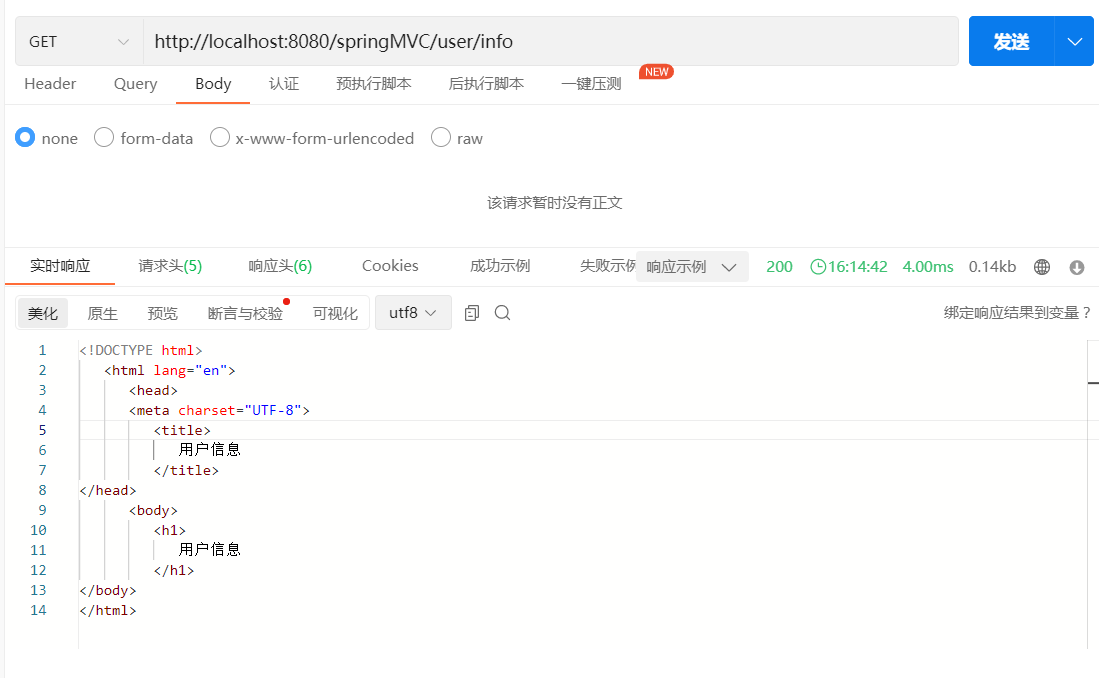 GET http://localhost:8080/springMVC/user/info 发送
Header Query Body 认证 预执行脚本 后执行脚本 一键压测 NEW
none form-data x-www-form-urlencoded raw
该请求暂时没有正文
实时响应 请求头(5) 响应头(6) Cookies 成功示例 失败示例 响应示例 200 16:14:42 4.00ms 0.14kb
美化 原生 预览 断言与校验 可视化 utf8 绑定响应结果到变量？
1 <!DOCTYPE html>
2 <html lang="en">
3 <head>
4 <meta charset="UTF-8">
5 <title>
6 用户信息
7 </title>
8 </head>
9 <body>
10 <h1>
11 用户信息
12 </h1>
13 </body>
14 </html>